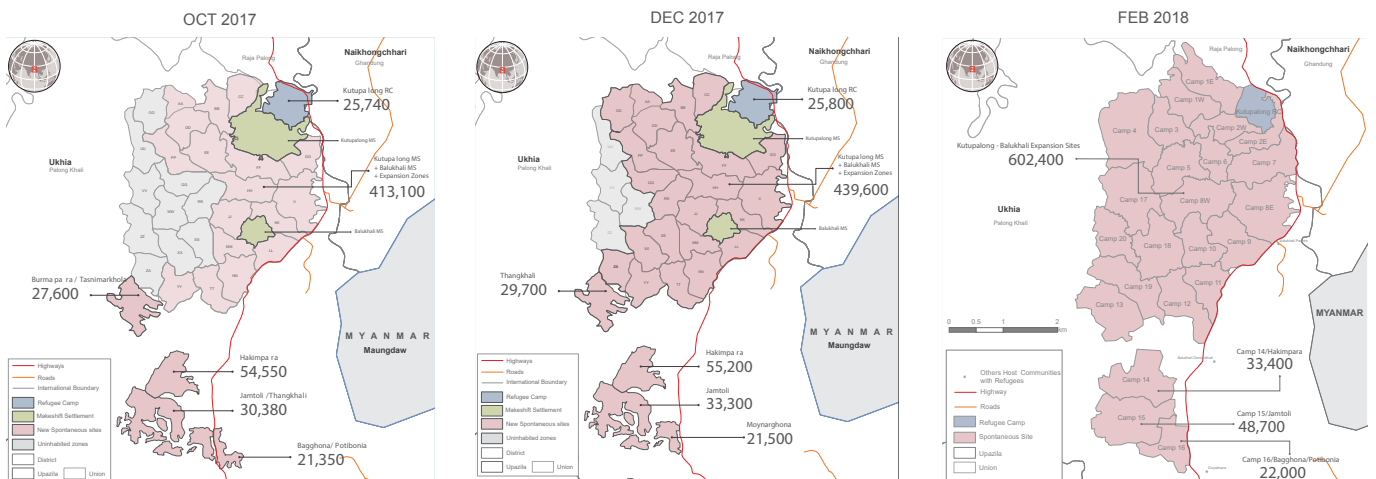 OCT 2017
Raja Palong
Naikhongchhari
Ghandung
Kutupa long RC
25,740
Kutupalong MS
Kutupa long MS
+ Balukhali MS
+ Expansion Zones
413,100
Balukhali MS
Ukhia
Palong Khali
Burma pa ra / Tasnimarkhola
27,600
MYANMAR
Maungdaw
Hakimpa ra
54,550
Jamtoli /Thangkhali
30,380
Bagghona/ Potibonia
21,350
Highways
Roads
International Boundary
Refugee Camp
Makeshift Settlement
New Spontaneous sites
Uninhabited zones
District
Upazila
Union
DEC 2017
Raja Palong
Naikhongchhari
Ghandung
Kutupa long RC
25,800
Kutupalong MS
Kutupa long MS
+ Balukhali MS
+ Expansion Zones
439,600
Balukhali MS
Ukhia
Palong Khali
Thangkhali
29,700
MYANMAR
Maungdaw
Hakimpa ra
55,200
Jamtoli
33,300
Moynarghona
21,500
Highways
Roads
International Boundary
Refugee Camp
Makeshift Settlement
New Spontaneous sites
Uninhabited zones
District
Upazila
Union
FEB 2018
Raja Palong
Naikhongchhari
Ghandung
Camp 1E
Camp 1W
Kutupalong RC
Camp 4
Camp 3
Camp 2W
Camp 2E
Kutupalong - Balukhali Expansion Sites
602,400
Camp 5
Camp 6
Camp 7
Camp 17
Camp 8W
Camp 8E
Ukhia
Palong Khali
Camp 20
Camp 18
Camp 10
Camp 9
Camp 19
Camp 11
Camp 13
Camp 12
MYANMAR
0 0.5 1 2
km
Camp 14/Hakimpara
33,400
Camp 14
Camp 15/Jamtoli
48,700
Camp 15
Camp 16
Camp 16/Bagghona/Potibonia
22,000
Others Host Communities
with Refugees
Highway
Roads
Refugee Camp
Spontaneous Site
Upazila
Union